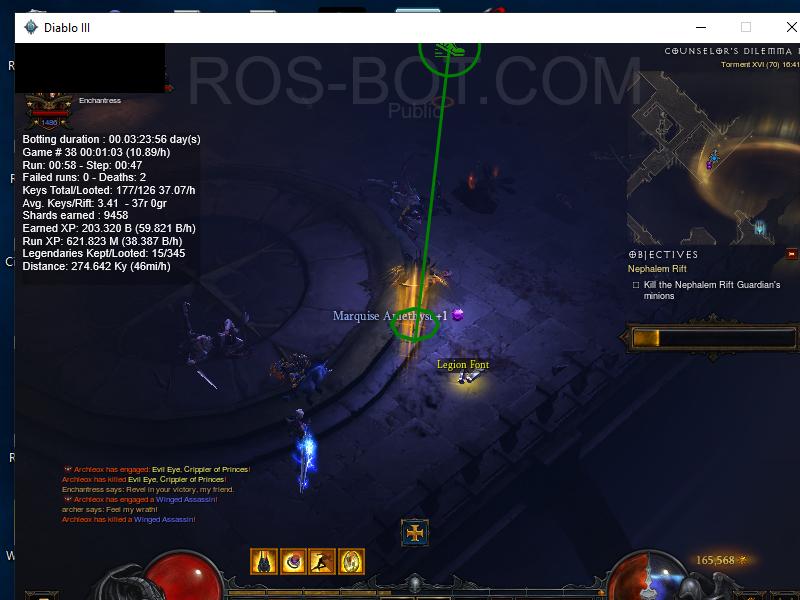 Diablo III
COUNSELOR'S DILEMMA
Torment XVI (70) 16:41
ROS-BOT.COM
Public
Enchantress
1486
Botting duration : 00.03:23:56 day(s)
Game # 38 00:01:03 (10.89/h)
Run: 00:58 - Step: 00:47
Failed runs: 0 - Deaths: 2
Keys Total/Looted: 177/126 37.07/h
Avg. Keys/Rift: 3.41 - 37r 0gr
Shards earned : 9458
Earned XP: 203.320 B (59.821 B/h)
Run XP: 621.823 M (38.387 B/h)
Legendaries Kept/Looted: 15/345
Distance: 274.642 Ky (46mi/h)
OBJECTIVES
Nephalem Rift
Kill the Nephalem Rift Guardian's
minions
Marquise Amethyst +1
Legion Font
Archleox has engaged: Evil Eye, Crippler of Princes!
Archleox has killed Evil Eye, Crippler of Princes!
Enchantress says: Revel in your victory, my friend.
Archleox has engaged a Winged Assassin!
archer says: Feel my wrath!
Archleox has killed a Winged Assassin!
165,568